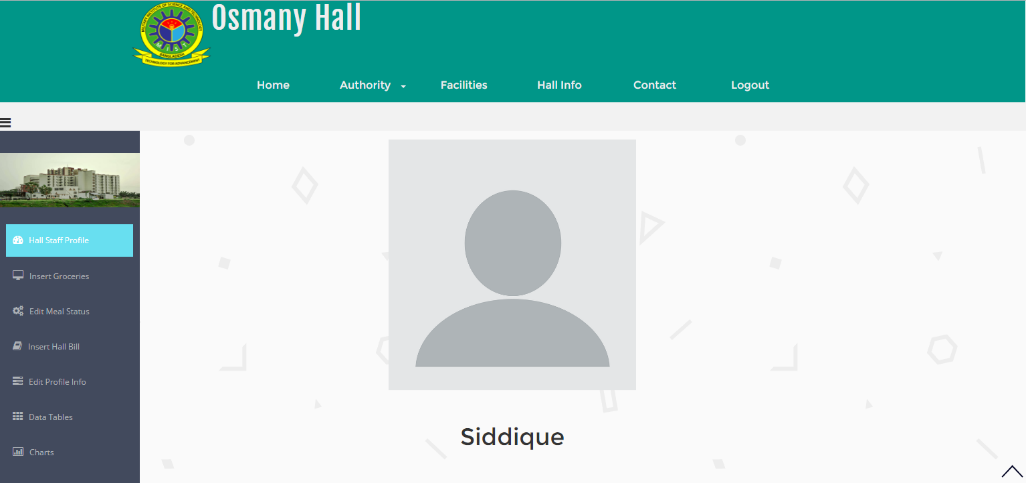 Osmany Hall
Home Authority Facilities Hall Info Contact Logout
Hall Staff Profile
Insert Groceries
Edit Meal Status
Insert Hall Bill
Edit Profile Info
Data Tables
Charts
Siddique